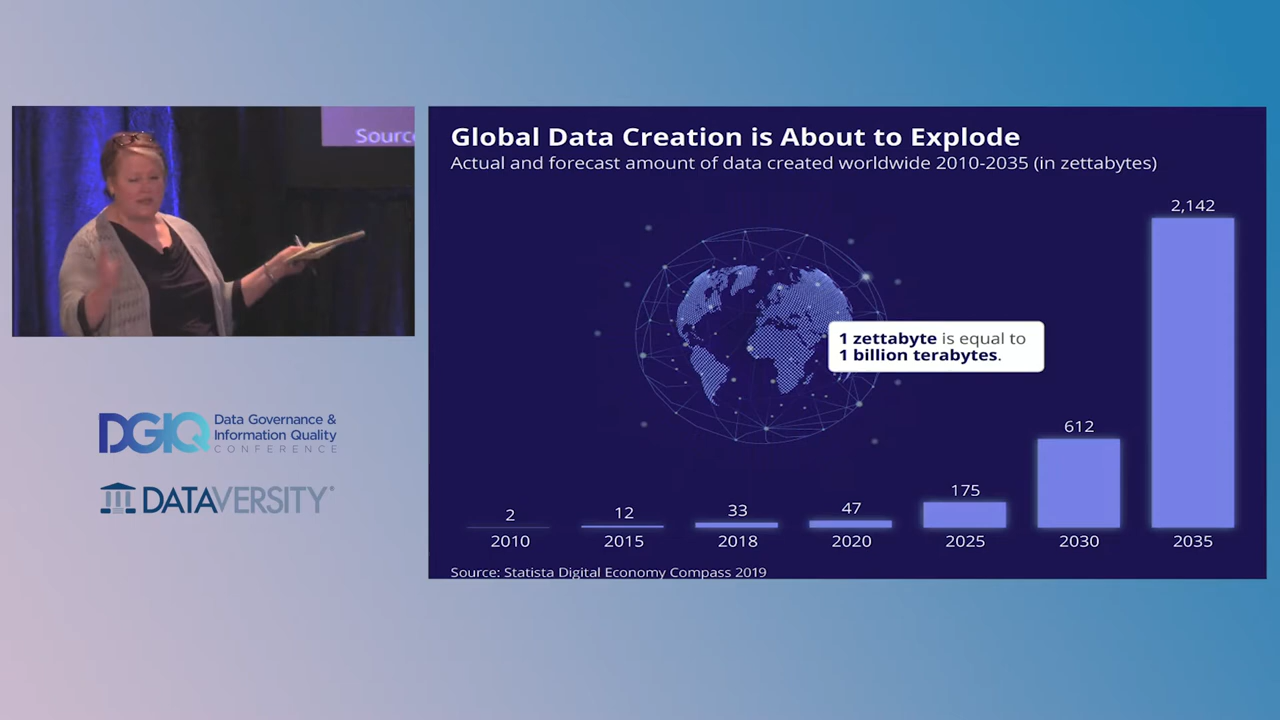 Sourc
Global Data Creation is About to Explode
Actual and forecast amount of data created worldwide 2010-2035 (in zettabytes)
2,142
1 zettabyte is equal to
1 billion terabytes.
612
175
47
33
12
2
2010 2015 2018 2020 2025 2030 2035
Source: Statista Digital Economy Compass 2019
DGIQ
Data Governance &
Information Quality
CONFERENCE
DATAVERSITY